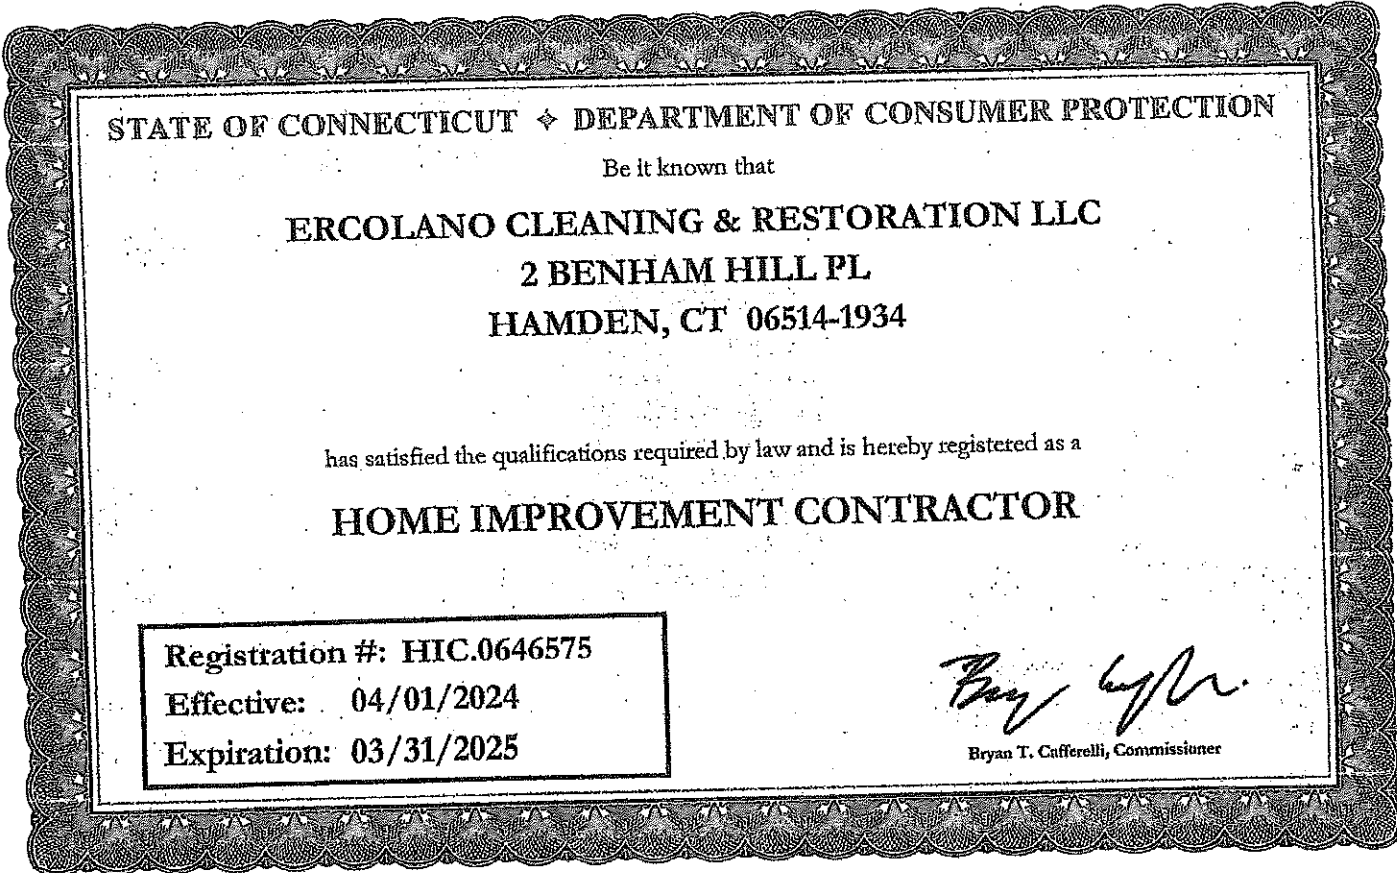 STATE OF CONNECTICUT ✧ DEPARTMENT OF CONSUMER PROTECTION
Be it known that
ERCOLANO CLEANING & RESTORATION LLC
2 BENHAM HILL PL
HAMDEN, CT 06514-1934
has satisfied the qualifications required by law and is hereby registered as a
HOME IMPROVEMENT CONTRACTOR
Registration #: HIC.0646575
Effective: 04/01/2024
Expiration: 03/31/2025
Bryan T. Cafferelli, Commissioner